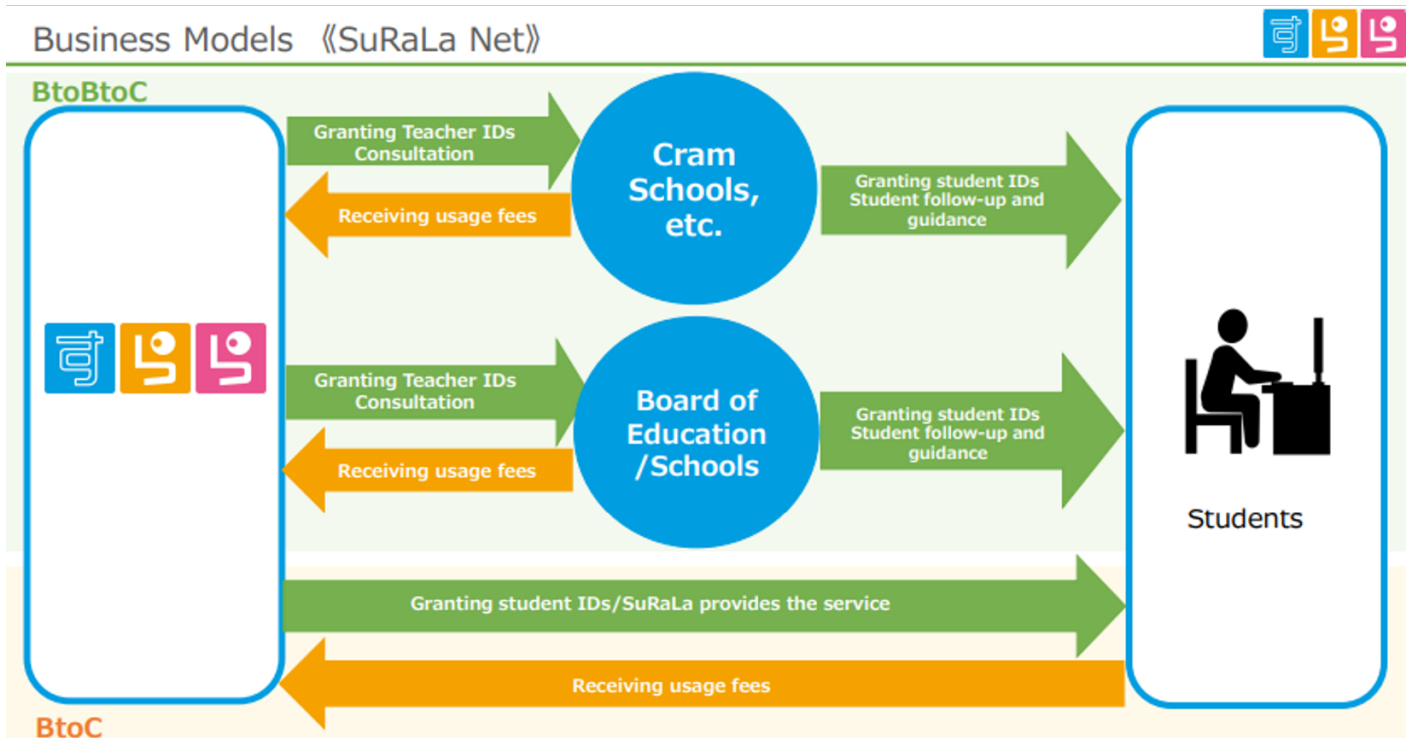 Business Models 《SuRaLa Net》
すらら
BtoBtoC
Granting Teacher IDs
Consultation
Receiving usage fees
Cram
Schools,
etc.
Granting student IDs
Student follow-up and
guidance
すらら
Granting Teacher IDs
Consultation
Receiving usage fees
Board of
Education
/Schools
Granting student IDs
Student follow-up and
guidance
Students
Granting student IDs/SuRaLa provides the service
Receiving usage fees
BtoC